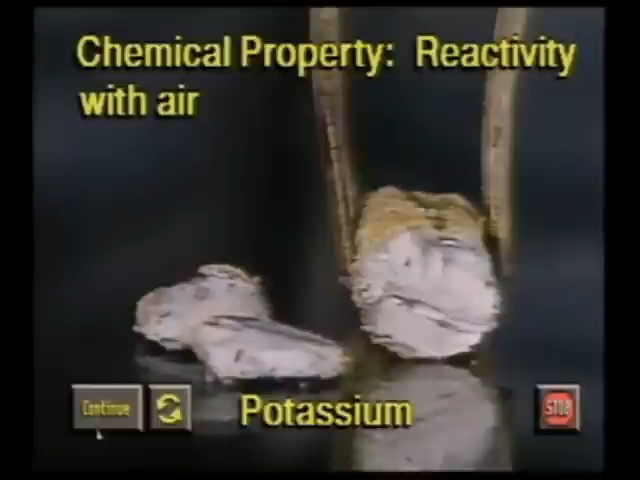 Chemical Property: Reactivity
with air
Continue
Potassium
STOP